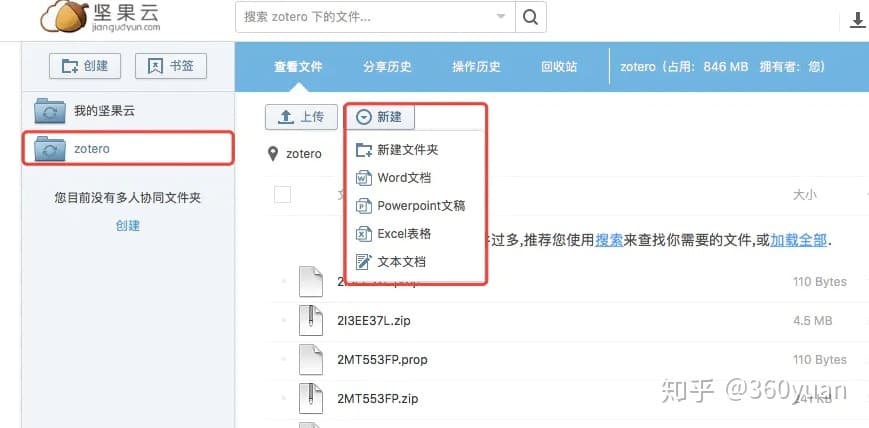 坚果云
jianguoyun.com
搜索 zotero 下的文件...
创建
书签
查看文件
分享历史
操作历史
回收站
zotero（占用：846 MB 拥有者：您）
我的坚果云
zotero
您目前没有多人协同文件夹
创建
上传
新建
zotero
新建文件夹
Word文档
Powerpoint文稿
Excel表格
文本文档
大小
过多,推荐您使用搜索来查找你需要的文件,或加载全部.
110 Bytes
2I3EE37L.zip
4.5 MB
2MT553FP.prop
110 Bytes
2MT553FP.zip
241 KB
知乎 @360yuan